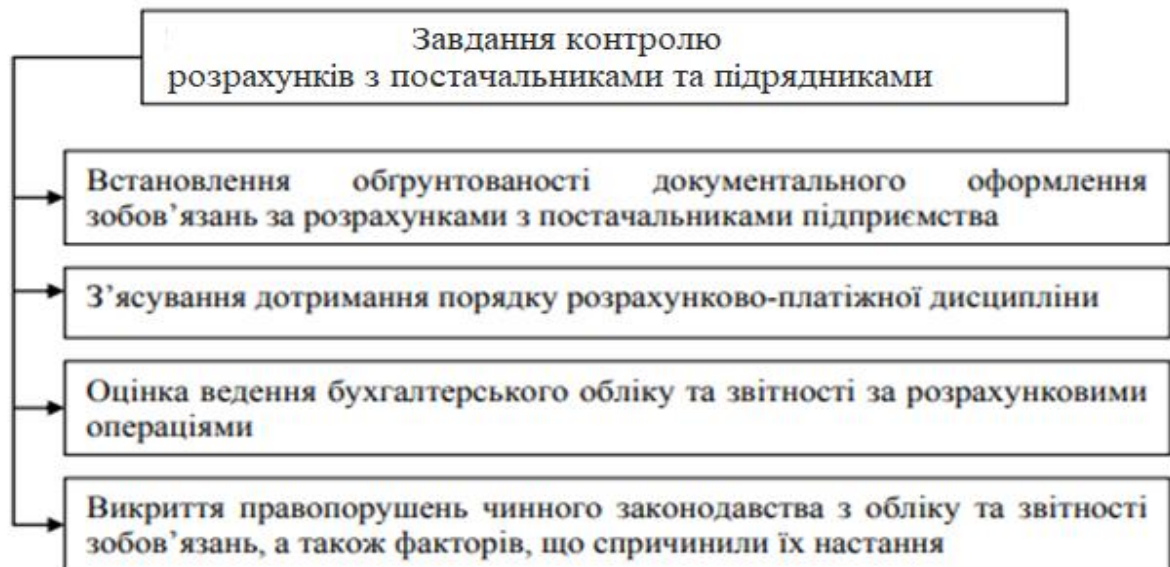 Завдання контролю
розрахунків з постачальниками та підрядниками
Встановлення обґрунтованості документального оформлення
зобов’язань за розрахунками з постачальниками підприємства
З’ясування дотримання порядку розрахунково-платіжної дисципліни
Оцінка ведення бухгалтерського обліку та звітності за розрахунковими
операціями
Викриття правопорушень чинного законодавства з обліку та звітності
зобов’язань, а також факторів, що спричинили їх настання